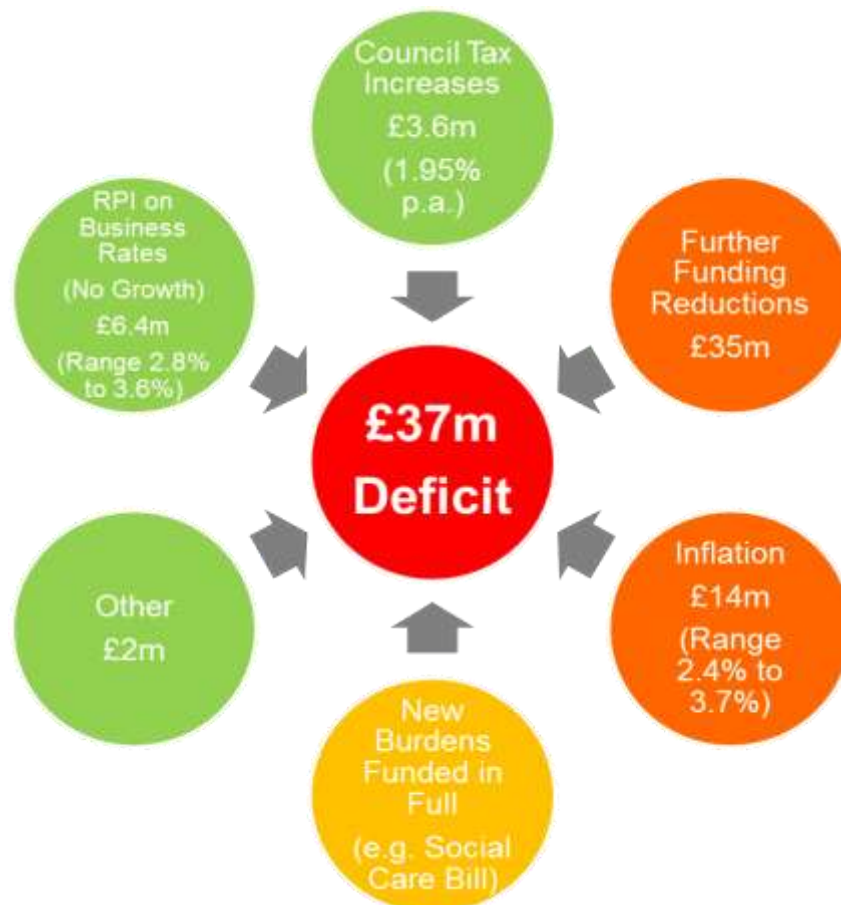 Council Tax
Increases
£3.6m
(1.95%
p.a.)
RPI on
Business
Rates
(No Growth)
£6.4m
(Range 2.8%
to 3.6%)
Further
Funding
Reductions
£35m
£37m
Deficit
Other
£2m
Inflation
£14m
(Range
2.4% to
3.7%)
New
Burdens
Funded in
Full
(e.g. Social
Care Bill)